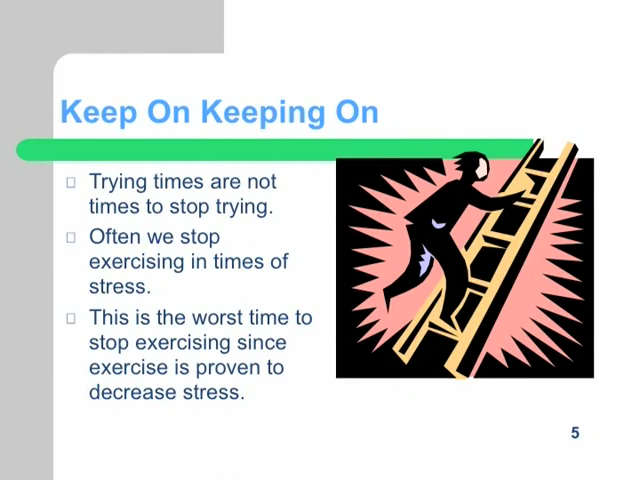 Keep On Keeping On
Trying times are not
times to stop trying.
Often we stop
exercising in times of
stress.
This is the worst time to
stop exercising since
exercise is proven to
decrease stress.
5